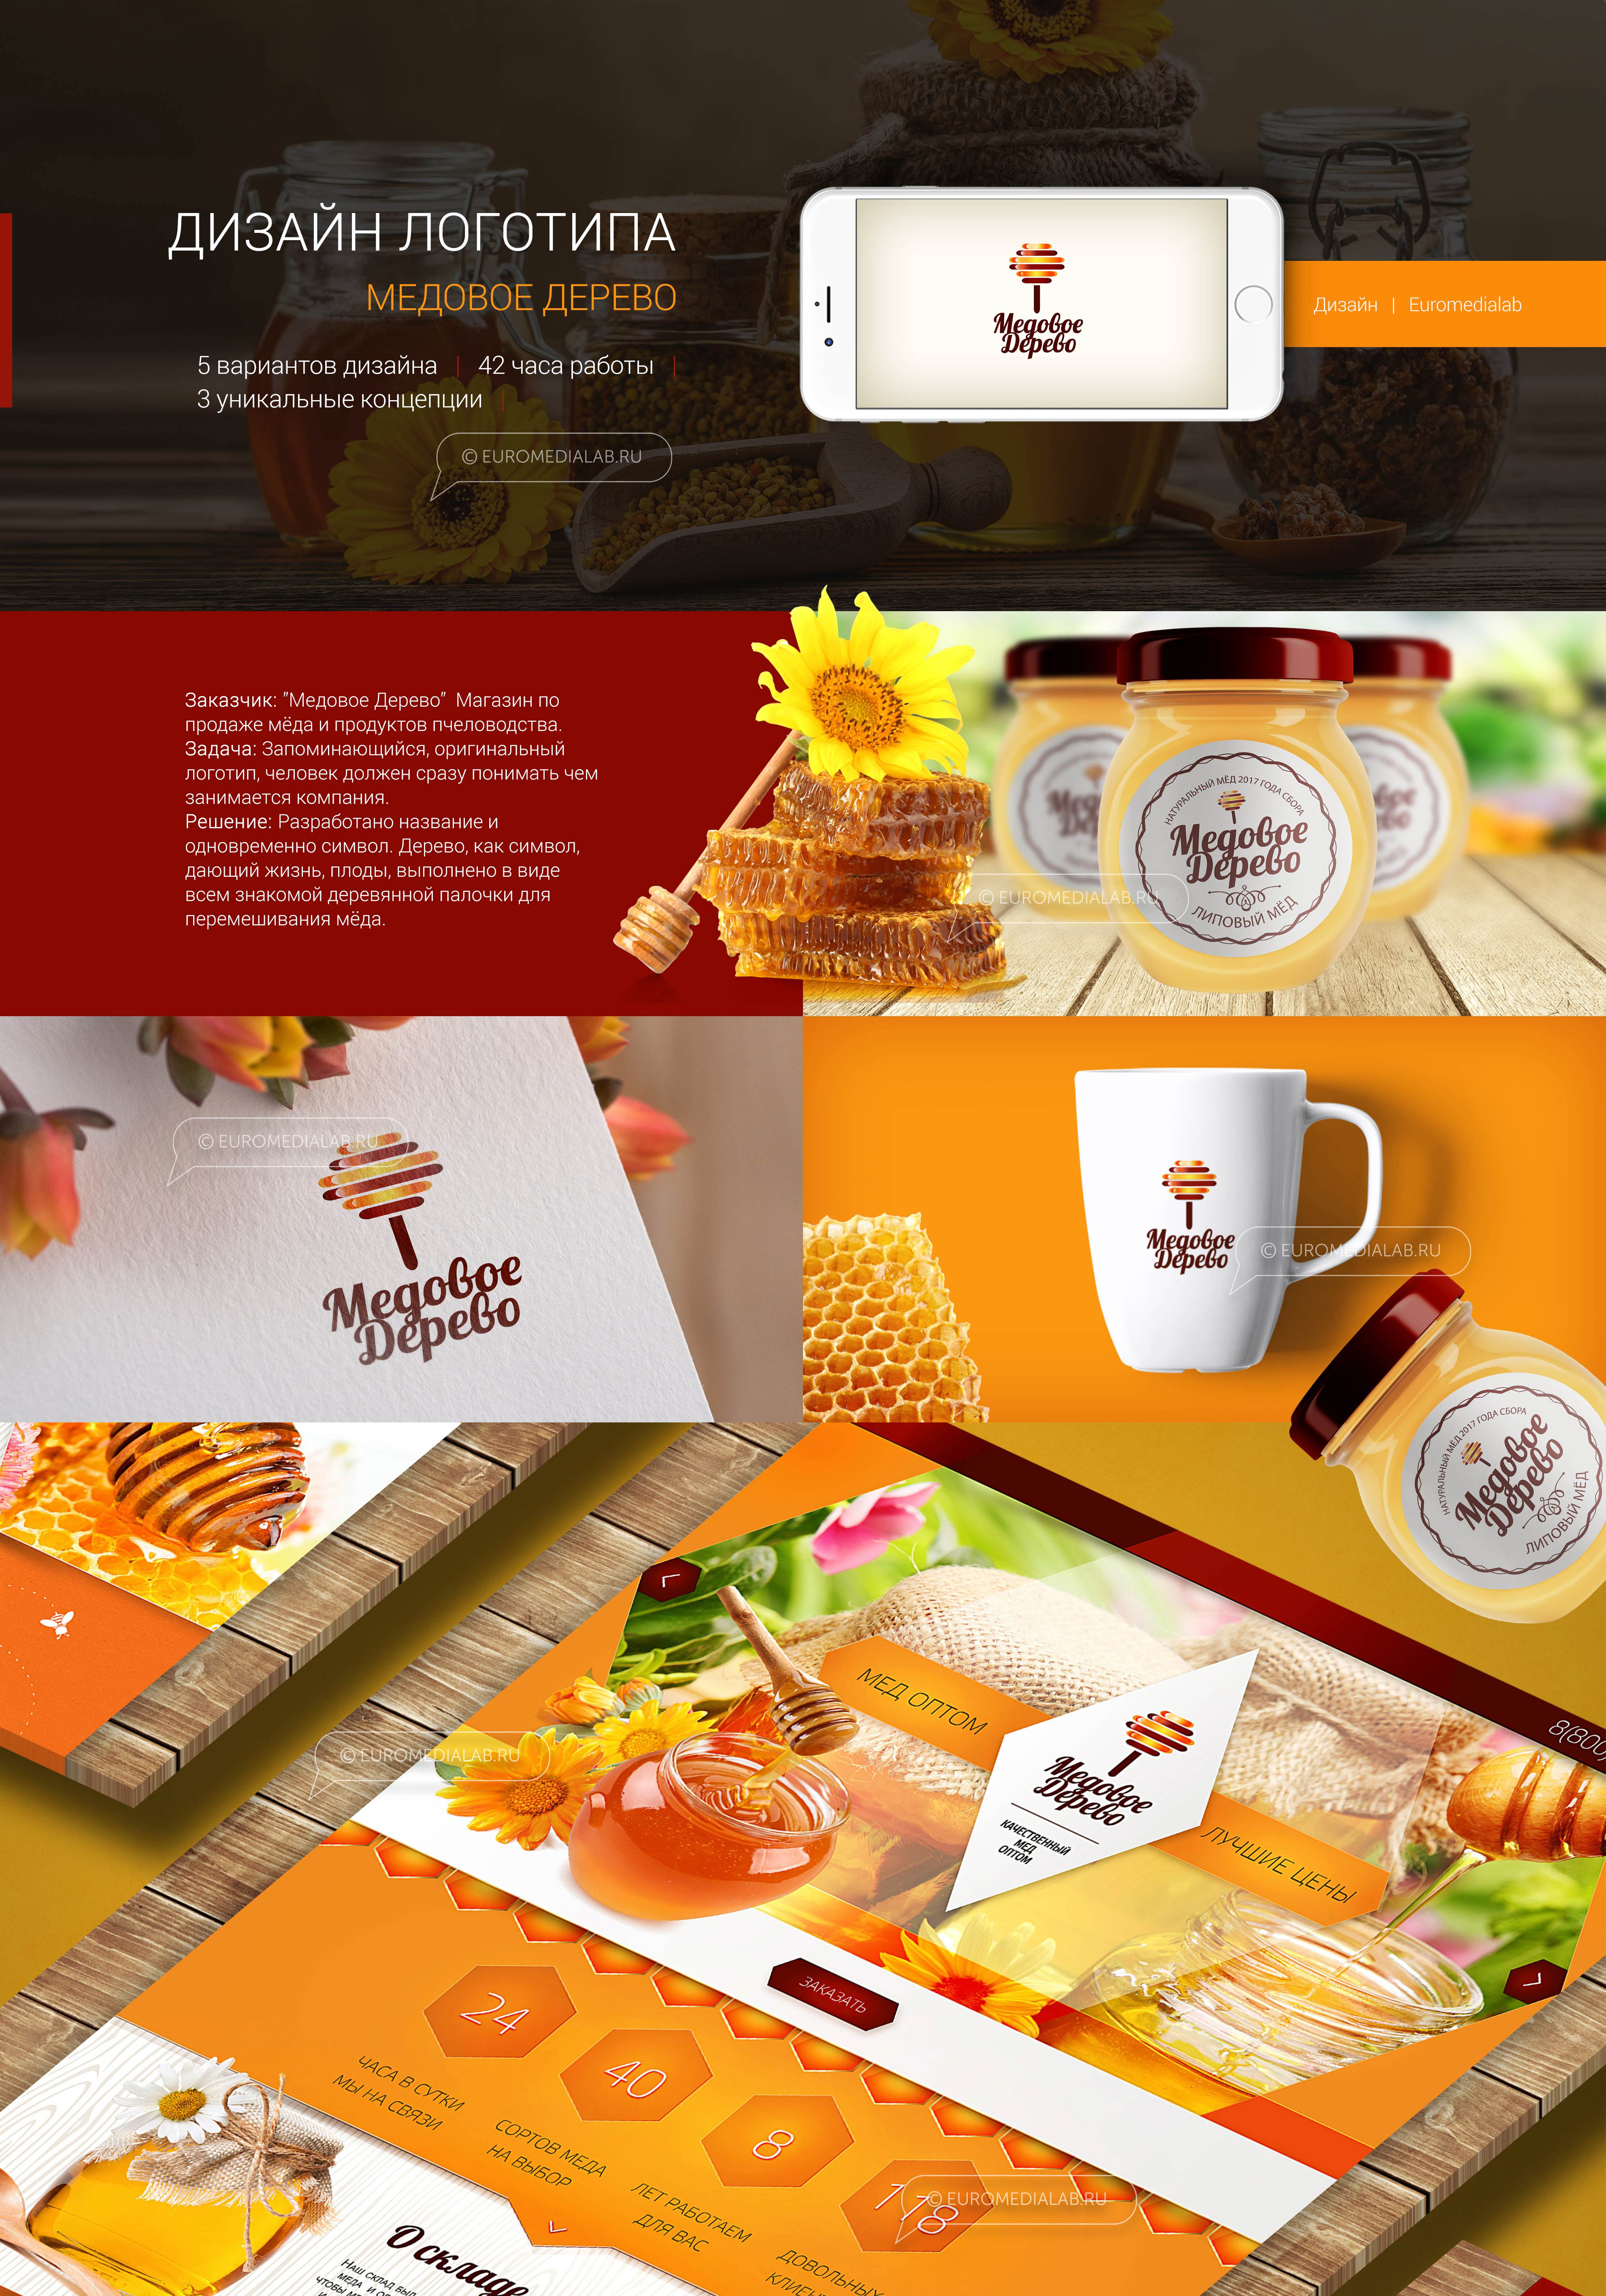 ДИЗАЙН ЛОГОТИПА
МЕДОВОЕ ДЕРЕВО
5 вариантов дизайна | 42 часа работы |
3 уникальные концепции |
© EUROMEDIALAB.RU
Медовое
Дерево
Дизайн | Euromedialab
Заказчик: "Медовое Дерево" Магазин по
продаже мёда и продуктов пчеловодства.
Задача: Запоминающийся, оригинальный
логотип, человек должен сразу понимать чем
занимается компания.
Решение: Разработано название и
одновременно символ. Дерево, как символ,
дающий жизнь, плоды, выполнено в виде
всем знакомой деревянной палочки для
перемешивания мёда.
НАТУРАЛЬНЫЙ МЁД 2017 ГОДА СБОРА
Медовое
Дерево
ЛИПОВЫЙ МЁД
© EUROMEDIALAB.RU
© EUROMEDIALAB.RU
Медовое
Дерево
Медовое
Дерево
© EUROMEDIALAB.RU
НАТУРАЛЬНЫЙ МЁД 2017 ГОДА СБОРА
Медовое
Дерево
ЛИПОВЫЙ МЁД
8(800)
МЕД ОПТОМ
Медовое
Дерево
КАЧЕСТВЕННЫЙ
МЕД
ОПТОМ
ЛУЧШИЕ ЦЕНЫ
© EUROMEDIALAB.RU
ЗАКАЗАТЬ
24
ЧАСА В СУТКИ
МЫ НА СВЯЗИ
40
СОРТОВ МЕДА
НА ВЫБОР
8
ЛЕТ РАБОТАЕМ
ДЛЯ ВАС
118
ДОВОЛЬНЫХ
© EUROMEDIALAB.RU
О складе
НАШ СКЛАД БЫЛ
МЕДА И
ЧТОБЫ